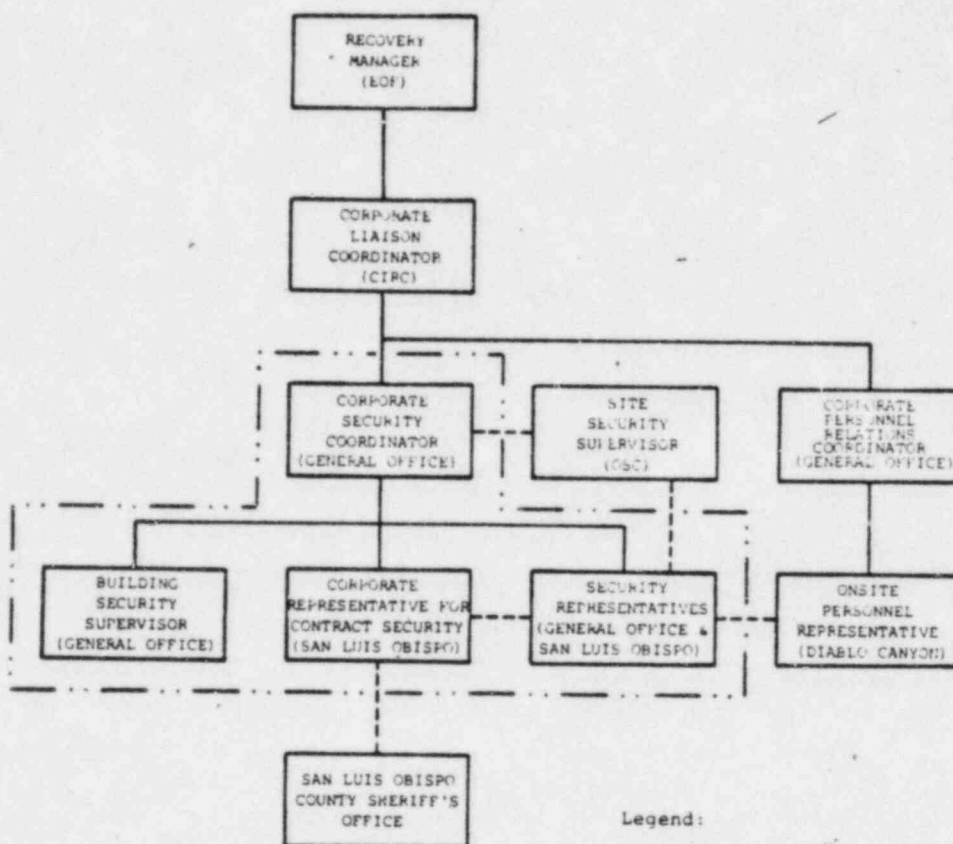 RECOVERY
MANAGER
(EOF)
CORPORATE
LIAISON
COORDINATOR
(CIRC)
CORPORATE
SECURITY
COORDINATOR
(GENERAL OFFICE)
SITE
SECURITY
SUPERVISOR
(OSC)
CORPORATE
PERSONNEL
RELATIONS
COORDINATOR
(GENERAL OFFICE)
BUILDING
SECURITY
SUPERVISOR
(GENERAL OFFICE)
CORPORATE
REPRESENTATIVE FOR
CONTRACT SECURITY
(SAN LUIS OBISPO)
SECURITY
REPRESENTATIVES
(GENERAL OFFICE &
SAN LUIS OBISPO)
ONSITE
PERSONNEL
REPRESENTATIVE
(DIABLO CANYON)
SAN LUIS OBISPO
COUNTY SHERIFF'S
OFFICE
Legend: